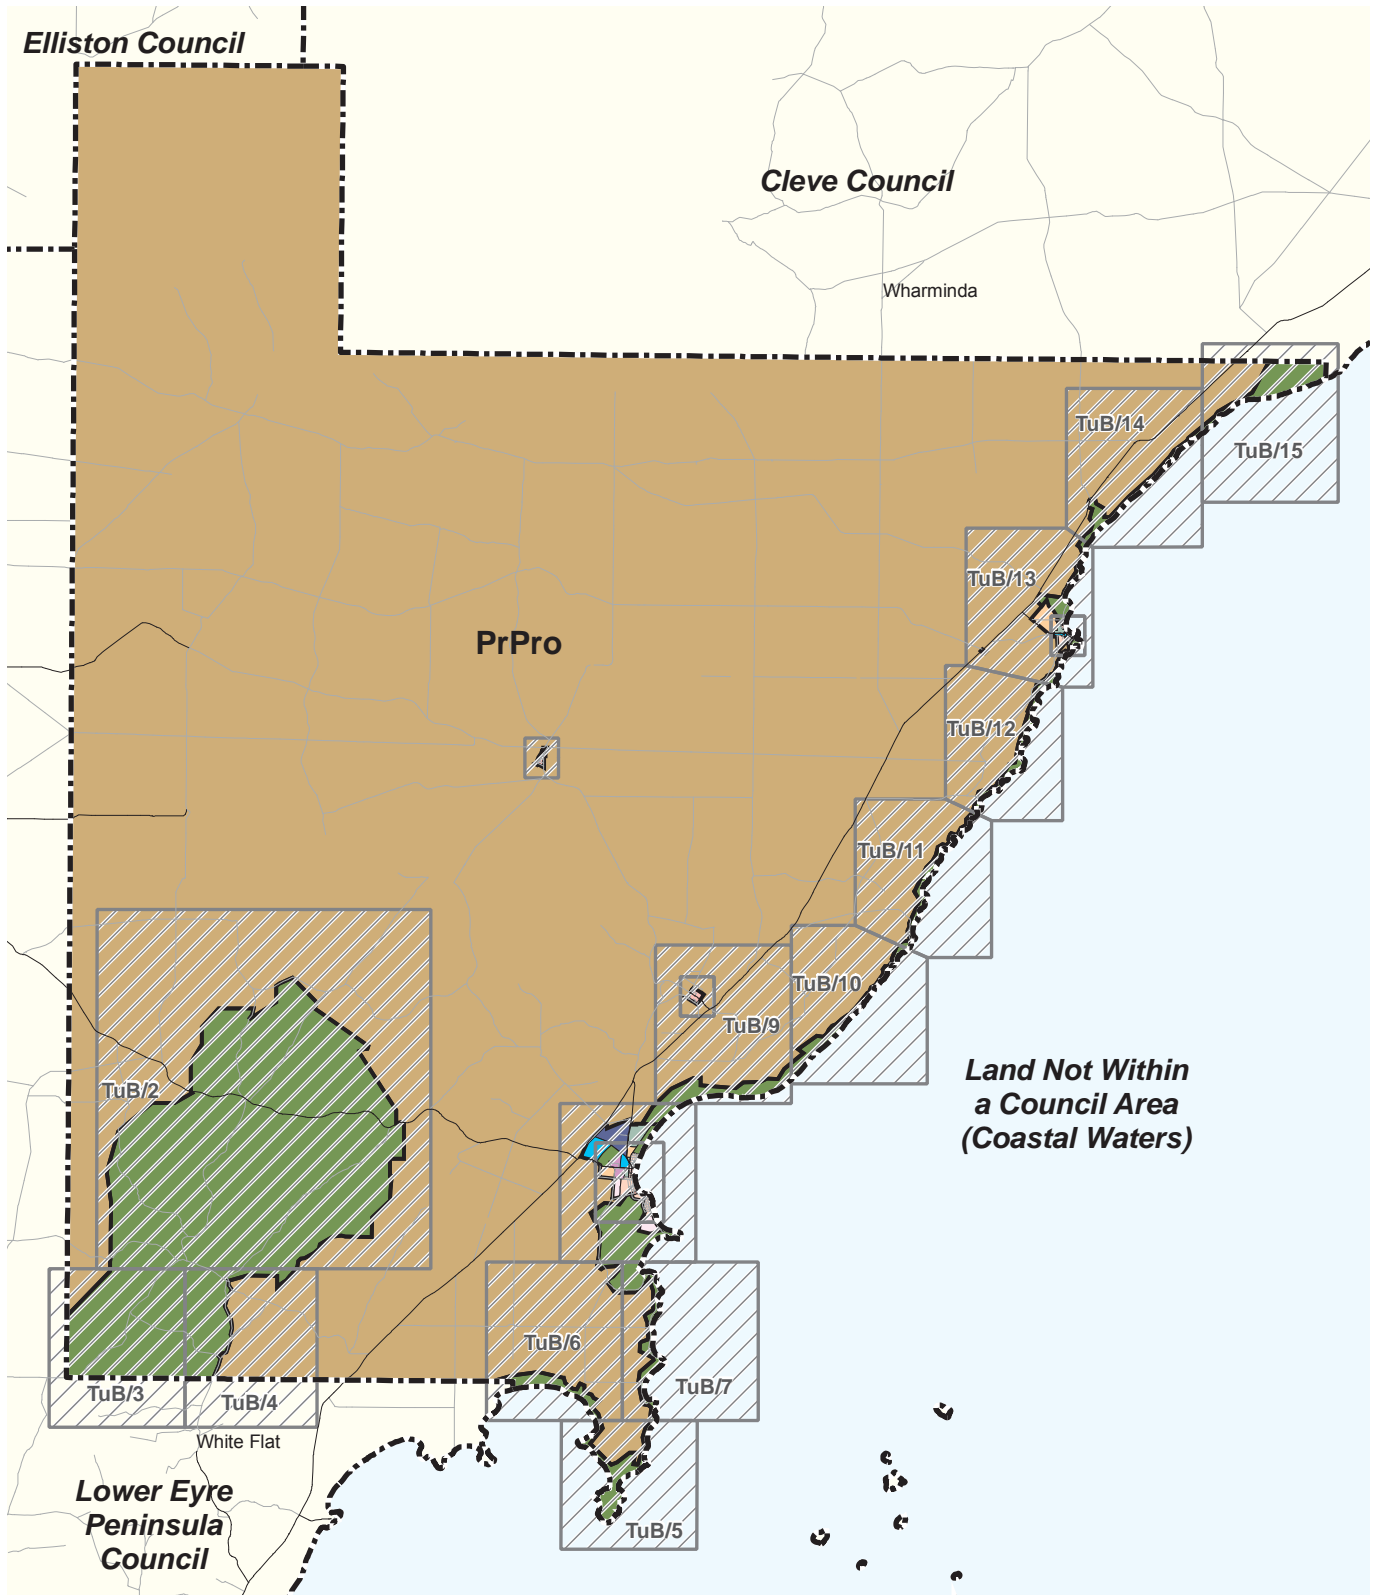 Elliston Council
Cleve Council
Wharminda
TuB/14
TuB/15
TuB/13
PrPro
TuB/12
TuB/11
TuB/10
TuB/9
Land Not Within
a Council Area
(Coastal Waters)
TuB/2
TuB/6
TuB/7
TuB/3
TuB/4
White Flat
Lower Eyre
Peninsula
Council
TuB/5